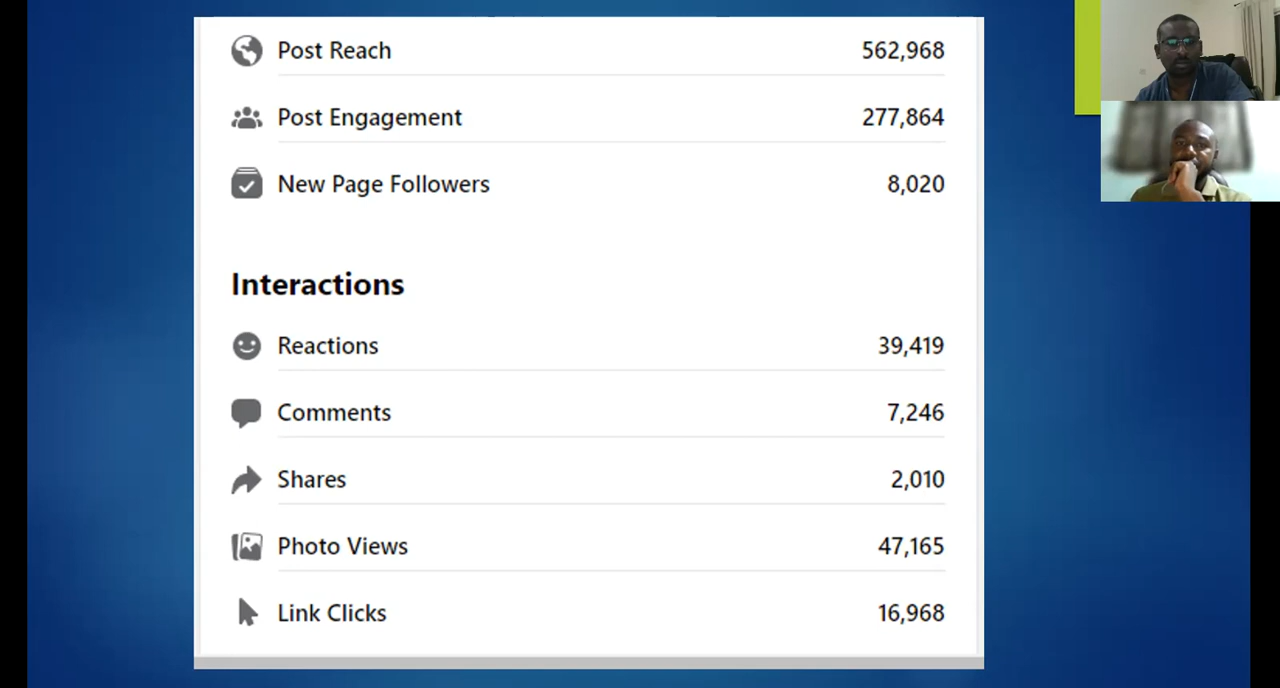 Post Reach 562,968
Post Engagement 277,864
New Page Followers 8,020
Interactions
Reactions 39,419
Comments 7,246
Shares 2,010
Photo Views 47,165
Link Clicks 16,968